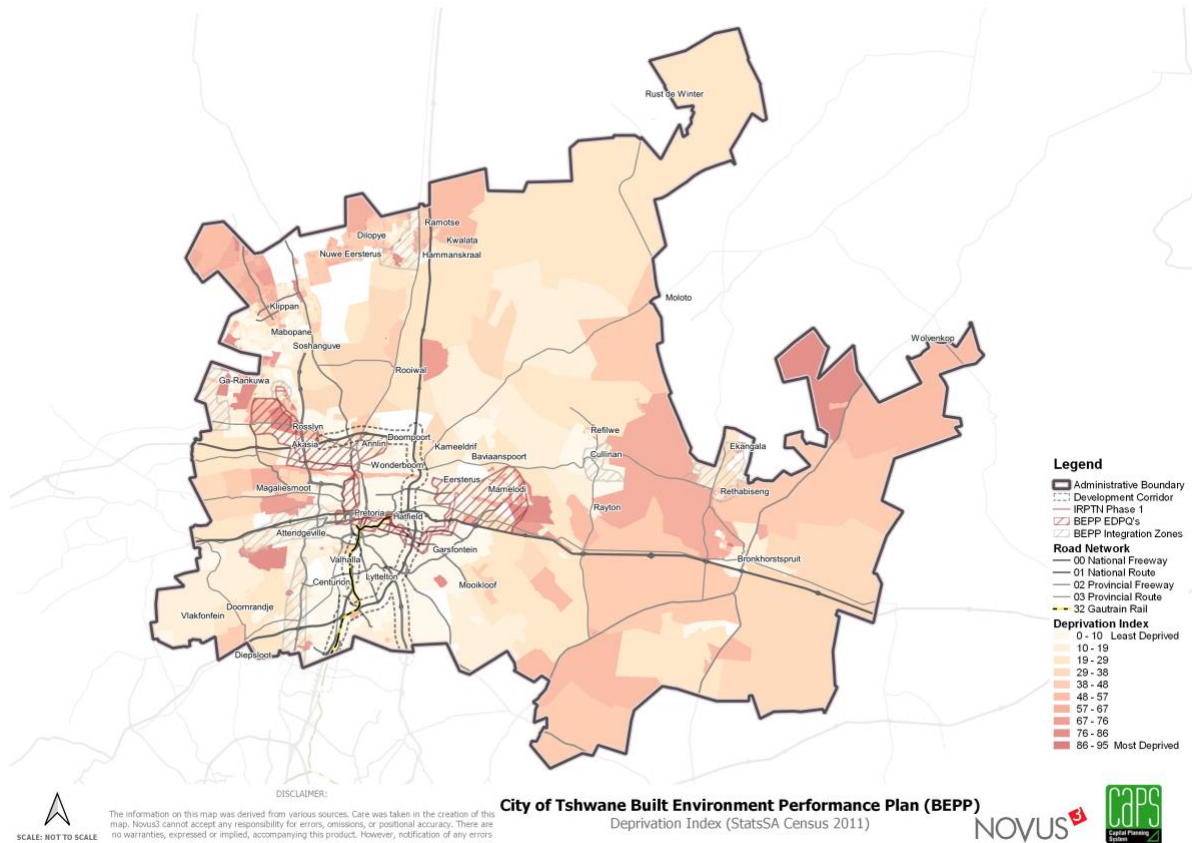 Rust de Winter
Ramotse
Dilopye
Kwalata
Nuwe Eersterus
Hammanskraal
Moloto
Klippan
Mabopane
Soshanguve
Wolvenkop
Rooiwal
Ga-Rankuwa
Rosslyn
Refilwe
Akasia
Annlin
Doornpoort
Kameeldrif
Ekangala
Cullinan
Baviaanspoort
Wonderboom
Eersterus
Magaliesmoot
Mamelodi
Rethabiseng
Rayton
Pretoria
Hatfield
Atteridgeville
Garsfontein
Valhalla
Bronkhorstspruit
Lyttelton
Centurion
Mooikloof
Doornrandje
Vlakfonfein
Diepsloot
Legend
Administrative Boundary
Development Corridor
IRPTN Phase 1
BEPP EDPQ's
BEPP Integration Zones
Road Network
00 National Freeway
01 National Route
02 Provincial Freeway
03 Provincial Route
32 Gautrain Rail
Deprivation Index
0 - 10 Least Deprived
10 - 19
19 - 29
29 - 38
38 - 48
48 - 57
57 - 67
67 - 76
76 - 86
86 - 95 Most Deprived
SCALE: NOT TO SCALE
DISCLAIMER:
The information on this map was derived from various sources. Care was taken in the creation of this
map. Novus3 cannot accept any responsibility for errors, omissions, or positional accuracy. There are
no warranties, expressed or implied, accompanying this product. However, notification of any errors
City of Tshwane Built Environment Performance Plan (BEPP)
Deprivation Index (StatsSA Census 2011)
NOVUS3
CaPS
Capital Planning
System